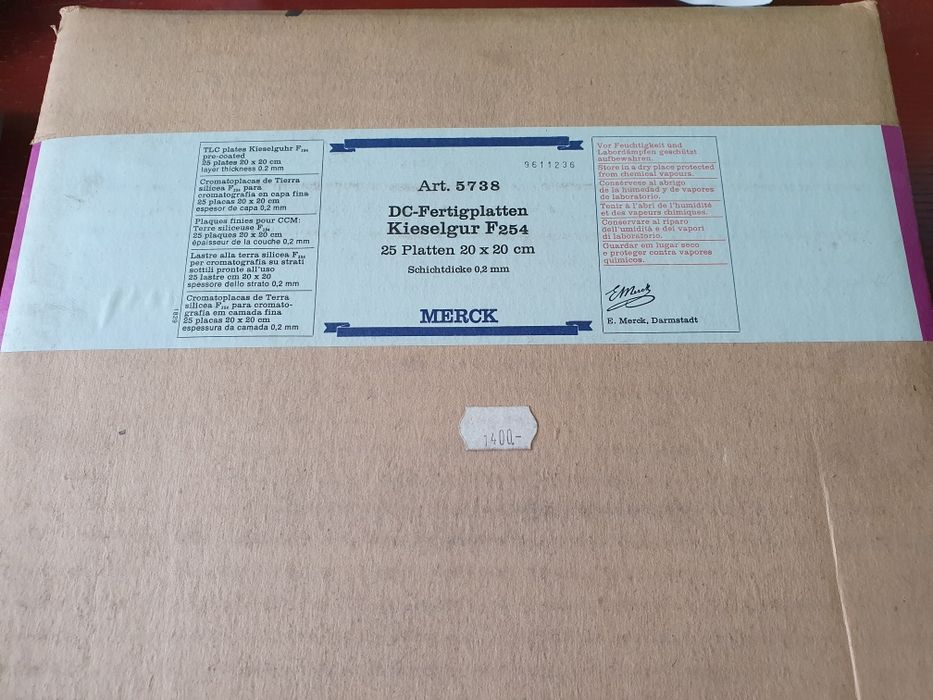 TLC plates Kieselguhr F254
pre-coated
25 plates 20 x 20 cm
layer thickness 0.2 mm
Cromatoplacas de Tierra
silicea F254 para
cromatografía en capa fina
25 placas 20 x 20 cm
espesor de capa 0,2 mm
Plaques finies pour CCM:
Terre siliceuse F254
25 plaques 20 x 20 cm
épaisseur de la couche 0,2 mm
Lastre alla terra silicea F254
per cromatografia su strati
sottili pronte all'uso
25 lastre cm 20 x 20
spessore dello strato 0,2 mm
Cromatoplacas de Terra
silicea F254 para cromato-
grafia em camada fina
25 placas 20 x 20 cm
espessura da camada 0,2 mm
1829
9611236
Art. 5738
DC-Fertigplatten
Kieselgur F254
25 Platten 20 x 20 cm
Schichtdicke 0,2 mm
MERCK
Vor Feuchtigkeit und
Labordämpfen geschützt
aufbewahren.
Store in a dry place protected
from chemical vapours.
Consérvese al abrigo
de la humedad y de vapores
de laboratorio.
Tenir à l'abri de l'humidité
et des vapeurs chimiques.
Conservare al riparo
dell'umidità e dei vapori
di laboratorio.
Guardar em lugar seco
e proteger contra vapores
químicos.
E. Merck
E. Merck, Darmstadt
1400,-